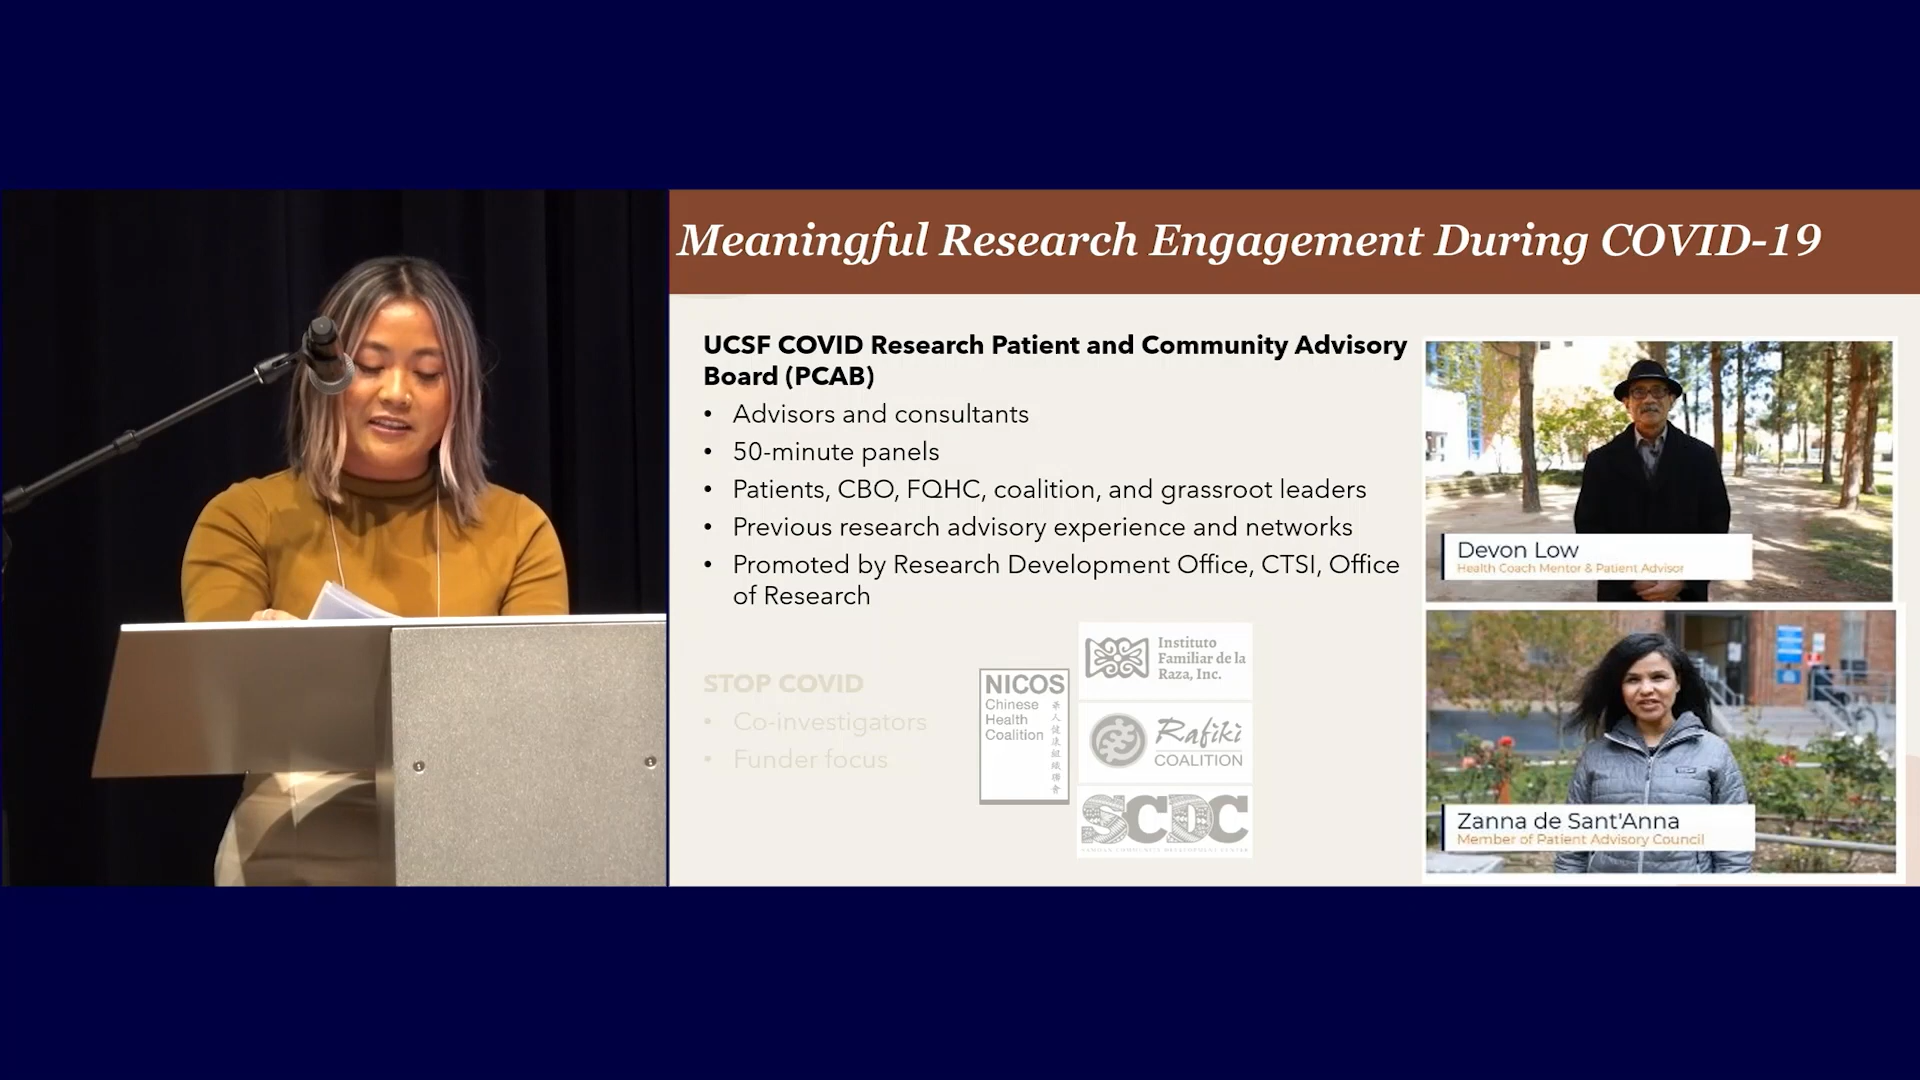 Meaningful Research Engagement During COVID-19
UCSF COVID Research Patient and Community Advisory
Board (PCAB)
• Advisors and consultants
• 50-minute panels
• Patients, CBO, FQHC, coalition, and grassroot leaders
• Previous research advisory experience and networks
• Promoted by Research Development Office, CTSI, Office
of Research
STOP COVID
• Co-investigators
• Funder focus
NICOS
Chinese
Health
Coalition
Instituto
Familiar de la
Raza, Inc.
Rafiki
COALITION
SCDC
SAMOAN COMMUNITY DEVELOPMENT CENTER
Devon Low
Health Coach Mentor & Patient Advisor
Zanna de Sant'Anna
Member of Patient Advisory Council